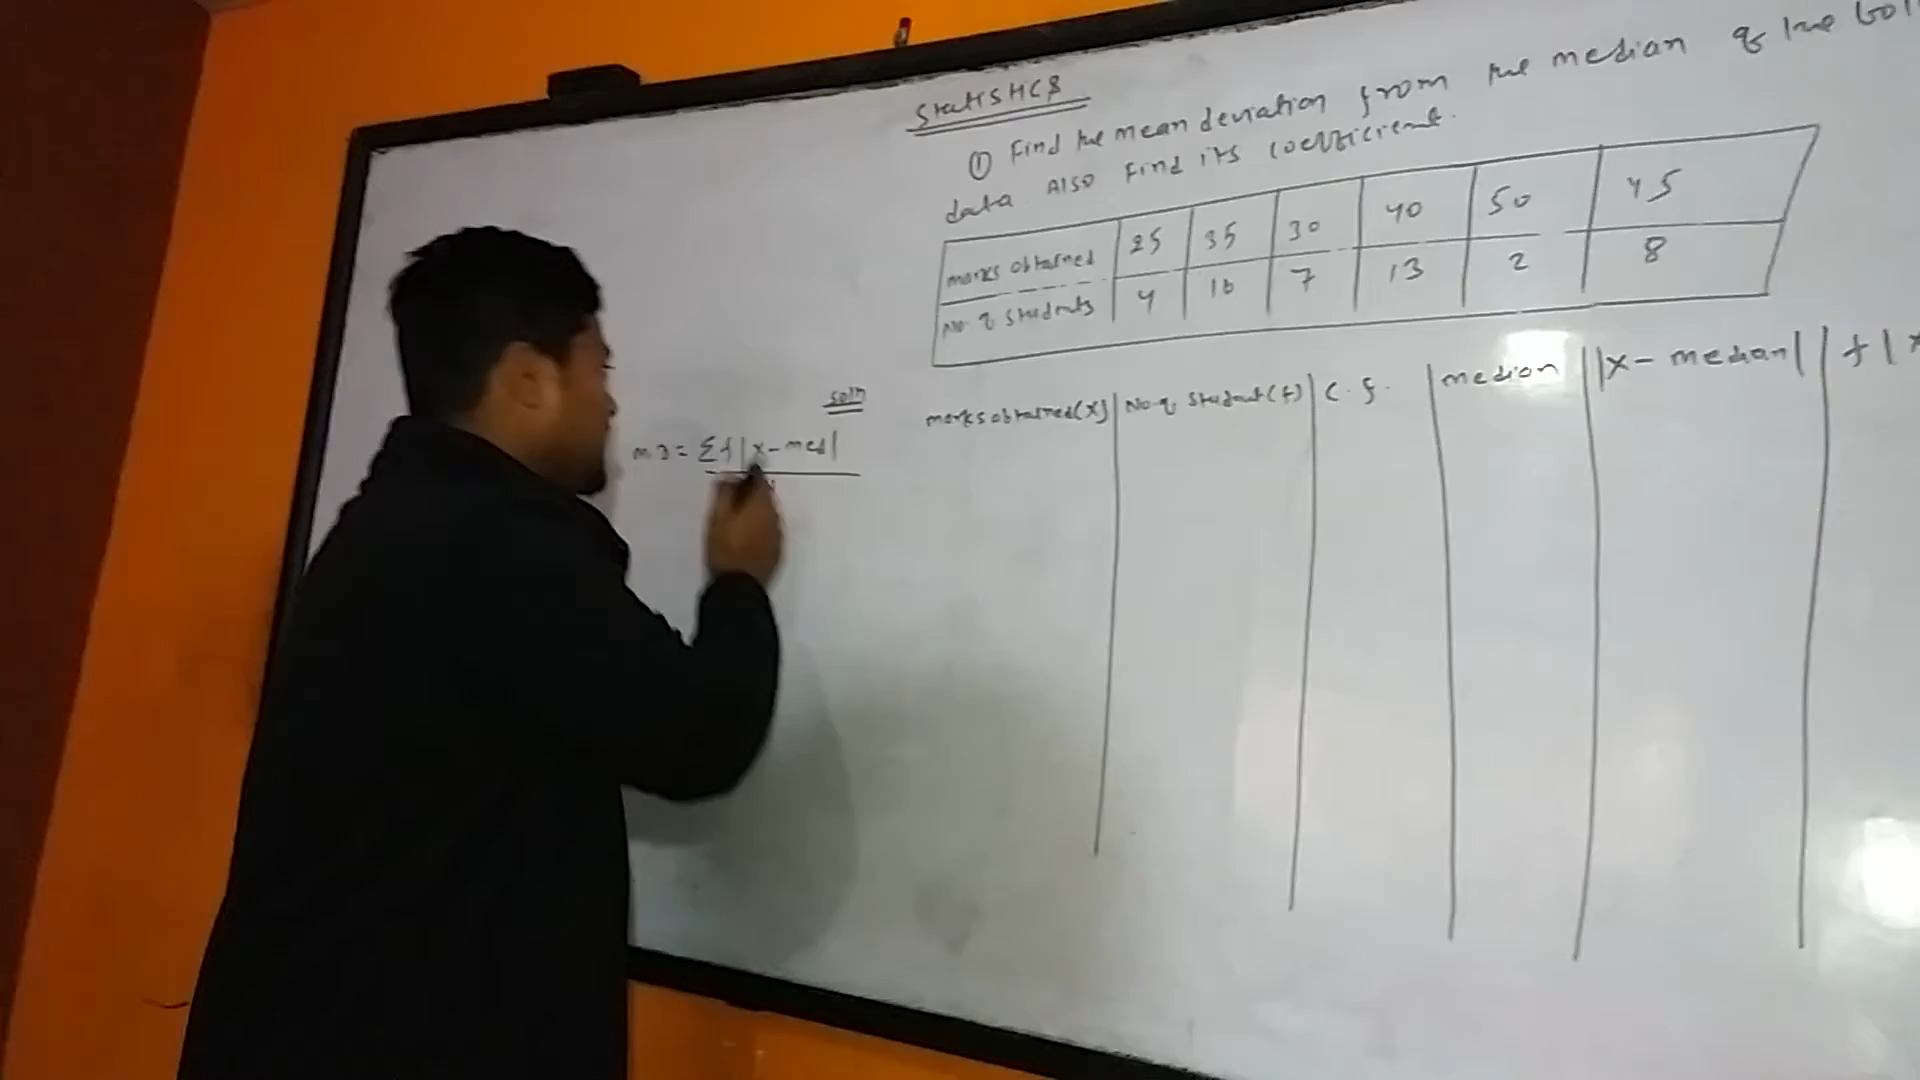 Statistics
① Find the mean deviation from the median of the
data Also Find its coefficient.
marks obtained 25 35 30 40 50 45
No. of students 4 16 7 13 2 8
soln
marks obtained(x) No. of student(f) c.f. median |x - median| f|x
m.D = Σf|x - med|